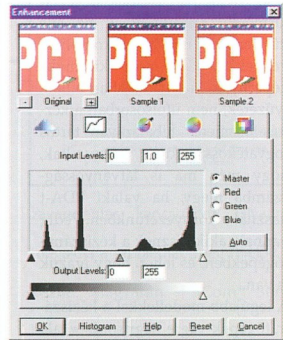 Enhancement
PC.W
PC.W
PC.W
- Original +
Sample 1
Sample 2
Input Levels: 0 1.0 255
Master
Red
Green
Blue
Auto
Output Levels: 0 255
OK Histogram Help Reset Cancel